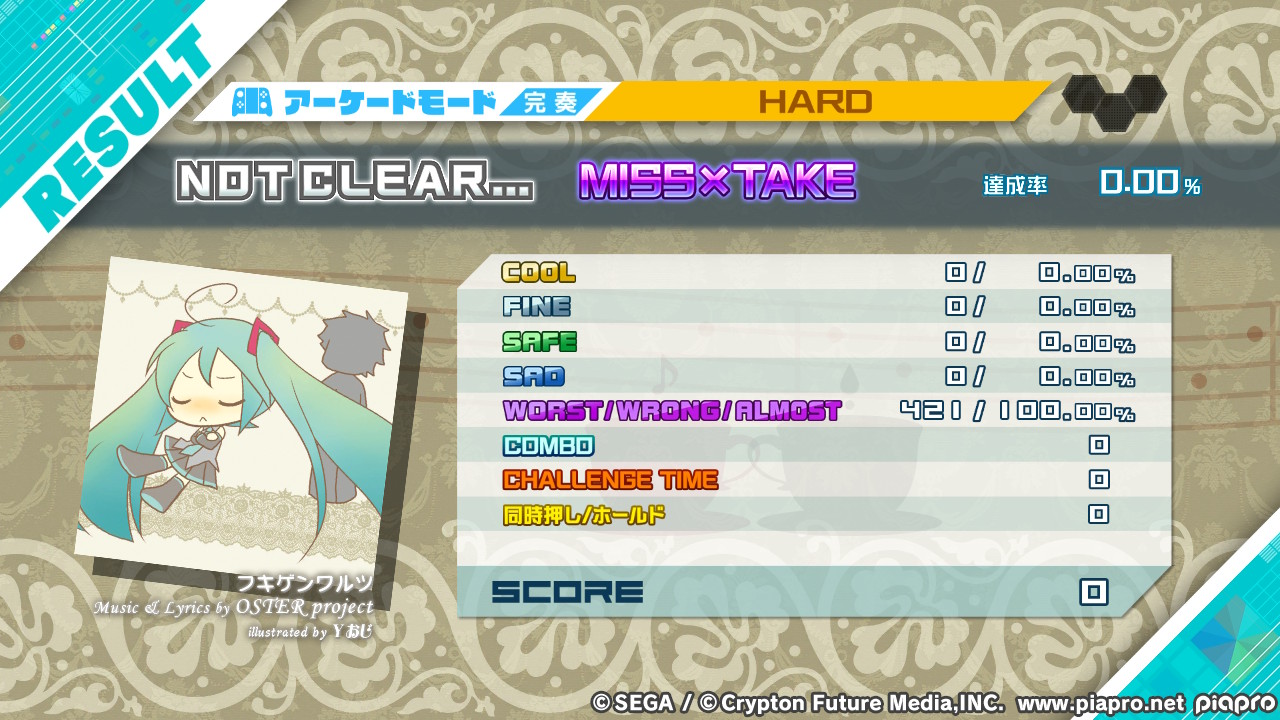 RESULT
アーケードモード 完奏 HARD
NOT CLEAR... MISS×TAKE 達成率 0.00%
COOL 0/ 0.00%
FINE 0/ 0.00%
SAFE 0/ 0.00%
SAD 0/ 0.00%
WORST/WRONG/ALMOST 421/100.00%
COMBO 0
CHALLENGE TIME 0
同時押し/ホールド 0
SCORE 0
フキゲンワルツ
Music & Lyrics by OSTER project
illustrated by Yおじ
©SEGA / ©Crypton Future Media,INC. www.piapro.net piapro